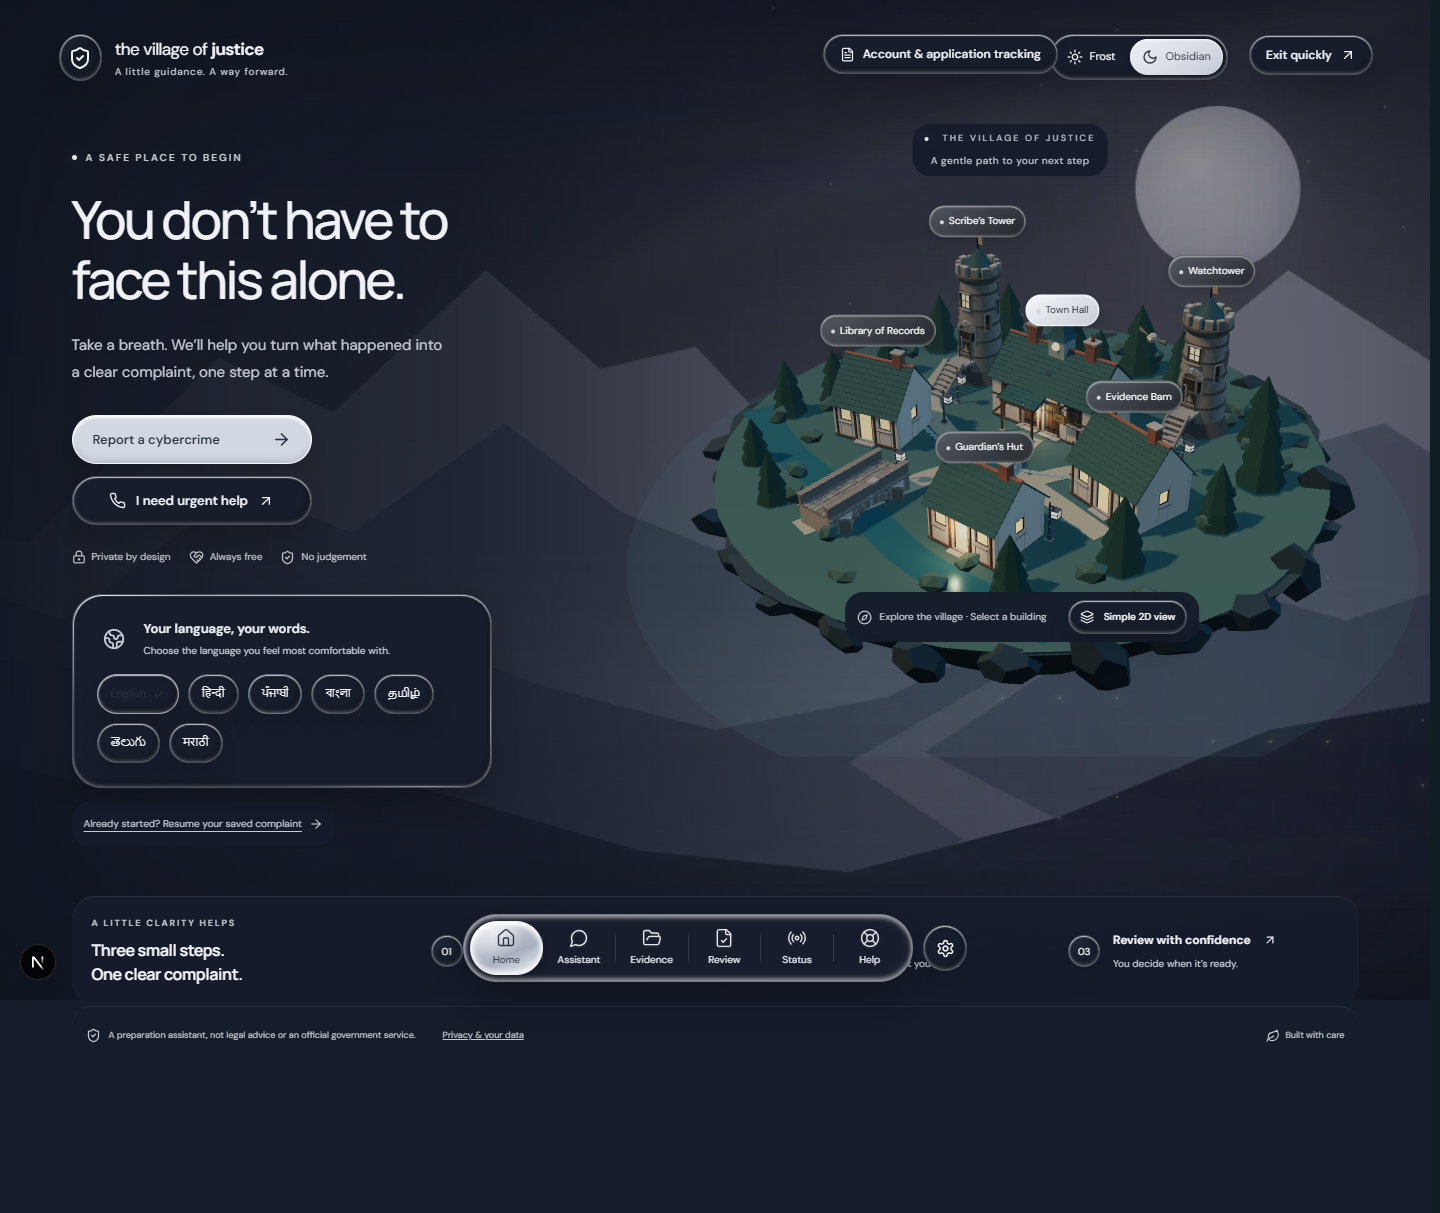 the village of justice
A little guidance. A way forward.
Account & application tracking
Frost
Obsidian
Exit quickly
THE VILLAGE OF JUSTICE
A gentle path to your next step
A SAFE PLACE TO BEGIN
You don't have to
face this alone.
Take a breath. We'll help you turn what happened into
a clear complaint, one step at a time.
Report a cybercrime
I need urgent help
Private by design
Always free
No judgement
Scribe's Tower
Watchtower
Town Hall
Library of Records
Evidence Barn
Guardian's Hut
Explore the village · Select a building
Simple 2D view
Your language, your words.
Choose the language you feel most comfortable with.
English
हिन्दी
ਪੰਜਾਬੀ
বাংলা
தமிழ்
తెలుగు
मराठी
Already started? Resume your saved complaint
A LITTLE CLARITY HELPS
Three small steps.
One clear complaint.
01
Home
Assistant
Evidence
Review
Status
Help
03
Review with confidence
You decide when it's ready.
N
A preparation assistant, not legal advice or an official government service.
Privacy & your data
Built with care